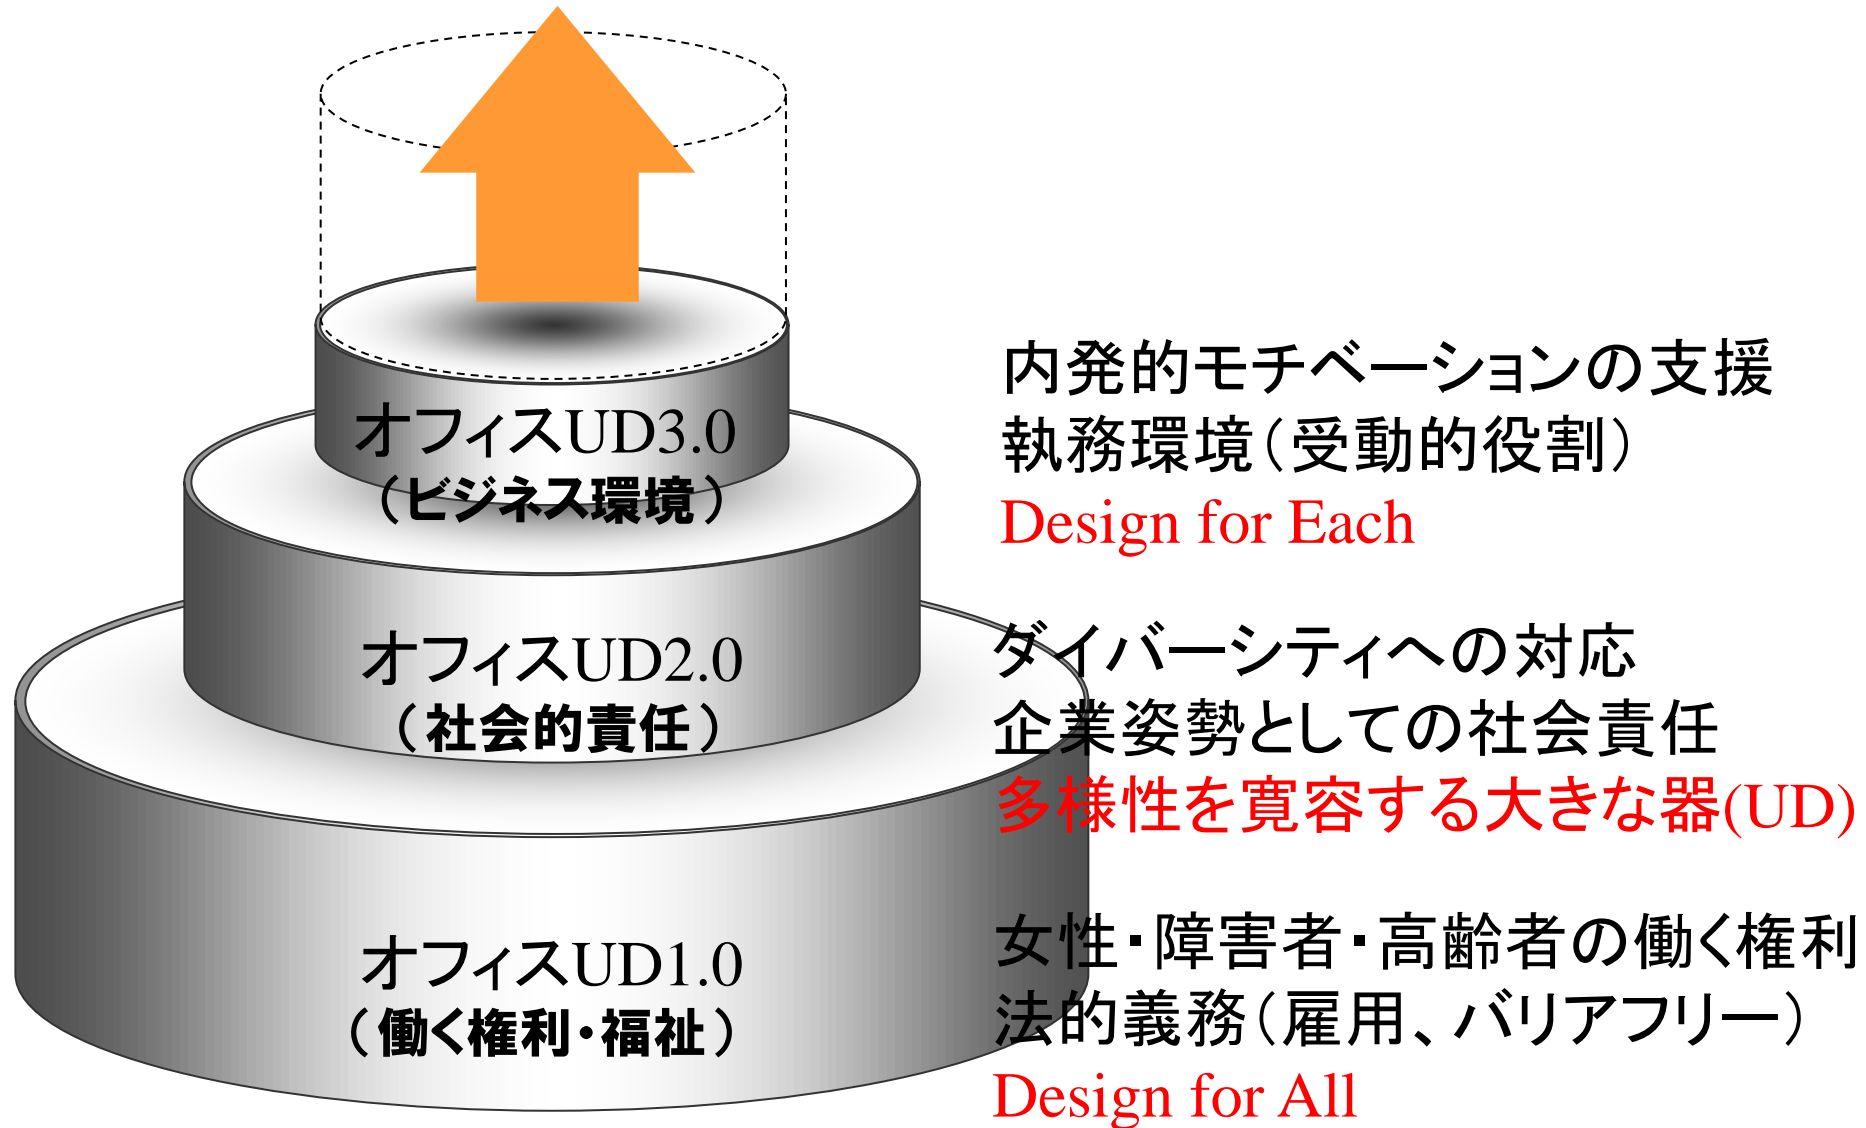 オフィスUD3.0
（ビジネス環境）
内発的モチベーションの支援
執務環境（受動的役割）
Design for Each
オフィスUD2.0
（社会的責任）
ダイバーシティへの対応
企業姿勢としての社会責任
多様性を寛容する大きな器(UD)
オフィスUD1.0
（働く権利・福祉）
女性・障害者・高齢者の働く権利
法的義務（雇用、バリアフリー）
Design for All